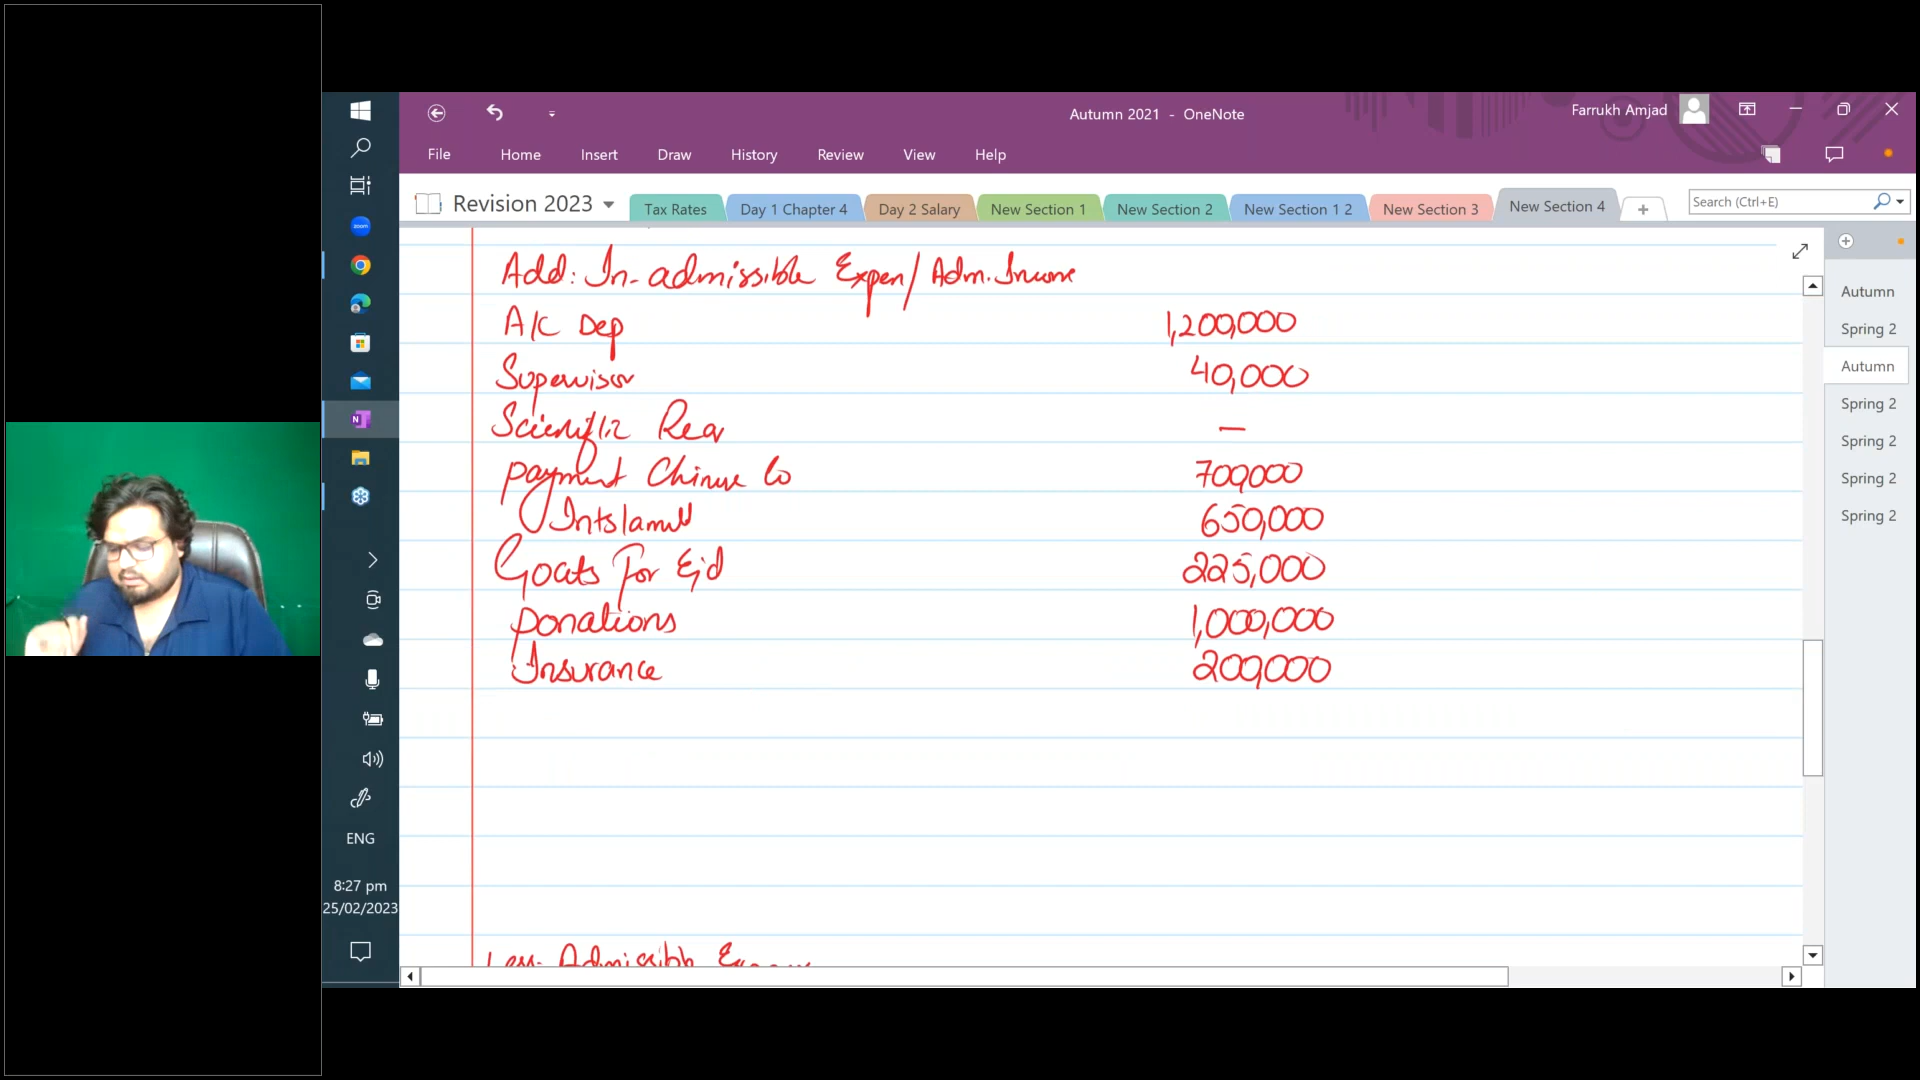 Autumn 2021 - OneNote
Farrukh Amjad
File Home Insert Draw History Review View Help
Revision 2023
Tax Rates
Day 1 Chapter 4
Day 2 Salary
New Section 1
New Section 2
New Section 1 2
New Section 3
New Section 4
Search (Ctrl+E)
Autumn
Spring 2
Autumn
Spring 2
Spring 2
Spring 2
Spring 2
Add: In-admissible Expen/ Adm. Income
A/C Dep 1,200,000
Supervisor 40,000
Scientific —
payment Co 700,000
650,000
Goats For Eid 225,000
Donations 1,000,000
Insurance 200,000
Less: Admissible
zoom
ENG
8:27 pm
25/02/2023